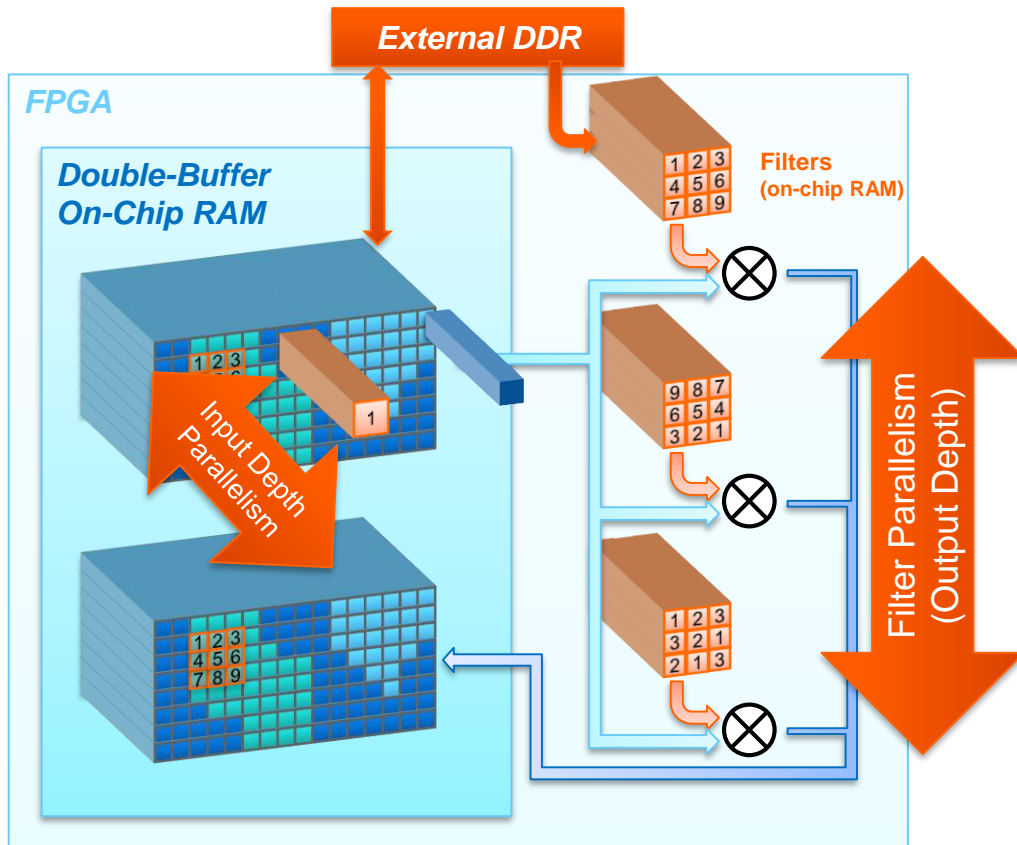 External DDR
FPGA
Double-Buffer
On-Chip RAM
1 2 3
4 5 6
7 8 9
Filters
(on-chip RAM)
1 2 3
6
1
Input Depth
Parallelism
9 8 7
6 5 4
3 2 1
Filter Parallelism
(Output Depth)
1 2 3
4 5 6
7 8 9
1 2 3
3 2 1
2 1 3